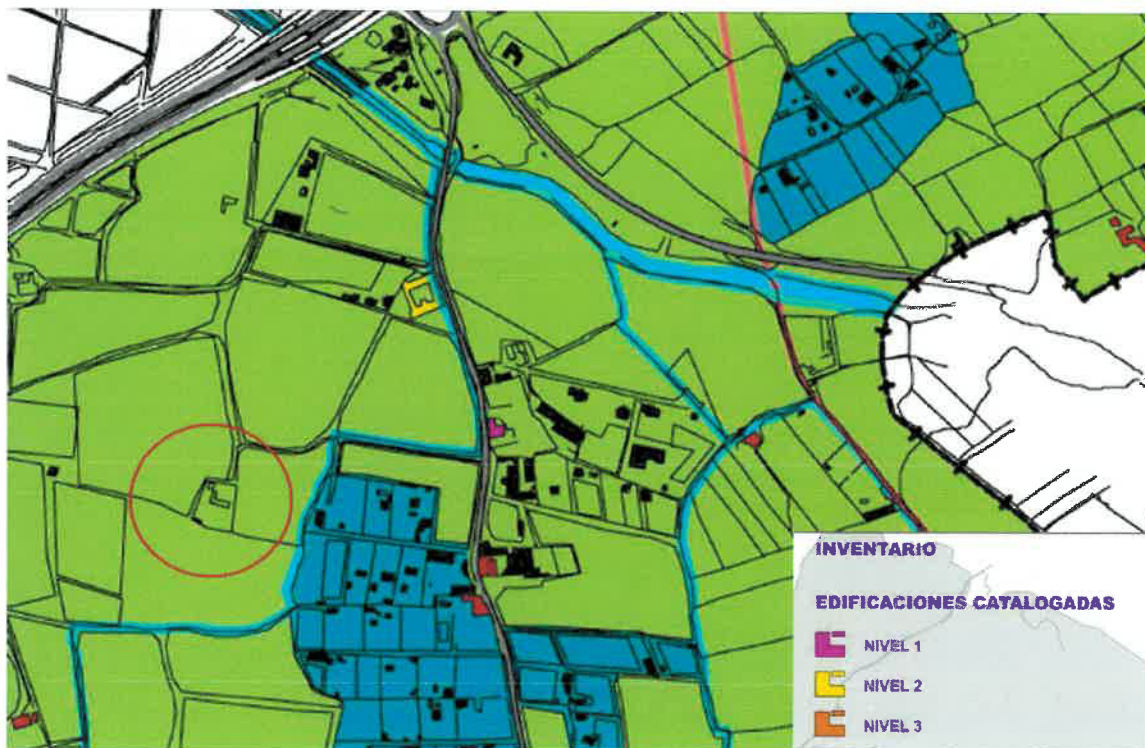 INVENTARIO
EDIFICACIONES CATALOGADAS
NIVEL 1
NIVEL 2
NIVEL 3